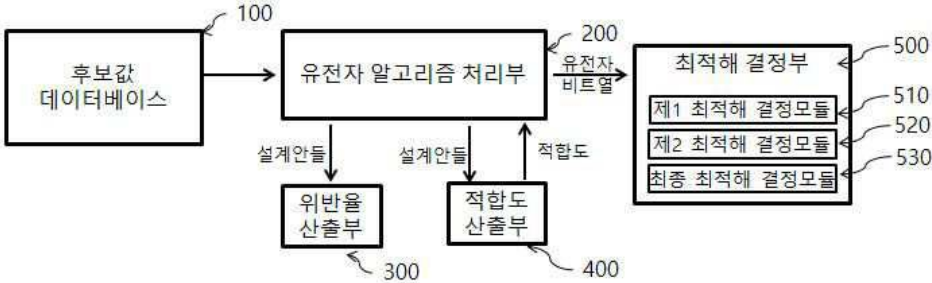 100
후보값
데이터베이스
200
유전자 알고리즘 처리부
유전자
비트열
500
최적해 결정부
510
제1 최적해 결정모듈
520
제2 최적해 결정모듈
530
최종 최적해 결정모듈
설계안들
설계안들
적합도
위반율
산출부
300
적합도
산출부
400